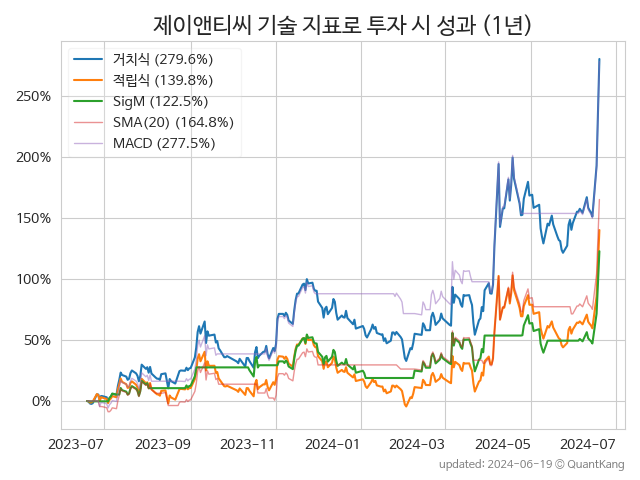 제이앤티씨 기술 지표로 투자 시 성과 (1년)
거치식 (279.6%)
적립식 (139.8%)
SigM (122.5%)
SMA(20) (164.8%)
MACD (277.5%)
250%
200%
150%
100%
50%
0%
2023-07 2023-09 2023-11 2024-01 2024-03 2024-05 2024-07
updated: 2024-06-19 © QuantKang